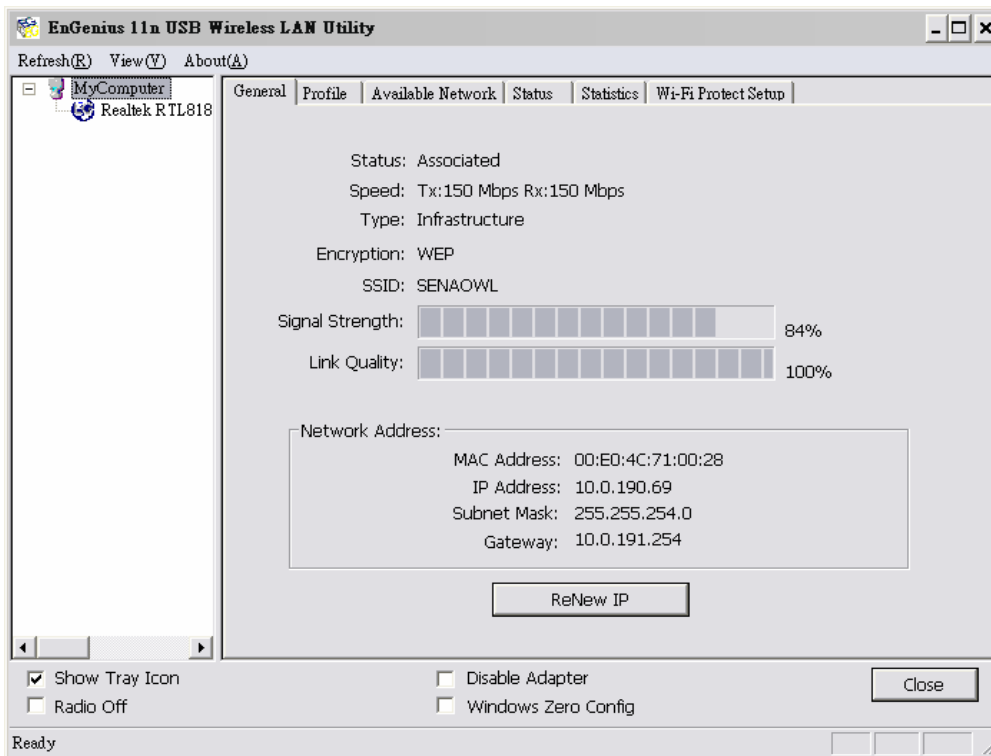 EnGenius 11n USB Wireless LAN Utility
Refresh(R) View(V) About(A)
MyComputer
Realtek RTL818
General Profile Available Network Status Statistics Wi-Fi Protect Setup
Status: Associated
Speed: Tx:150 Mbps Rx:150 Mbps
Type: Infrastructure
Encryption: WEP
SSID: SENAOWL
Signal Strength: 84%
Link Quality: 100%
Network Address:
MAC Address: 00:E0:4C:71:00:28
IP Address: 10.0.190.69
Subnet Mask: 255.255.254.0
Gateway: 10.0.191.254
ReNew IP
Show Tray Icon Disable Adapter Close
Radio Off Windows Zero Config
Ready